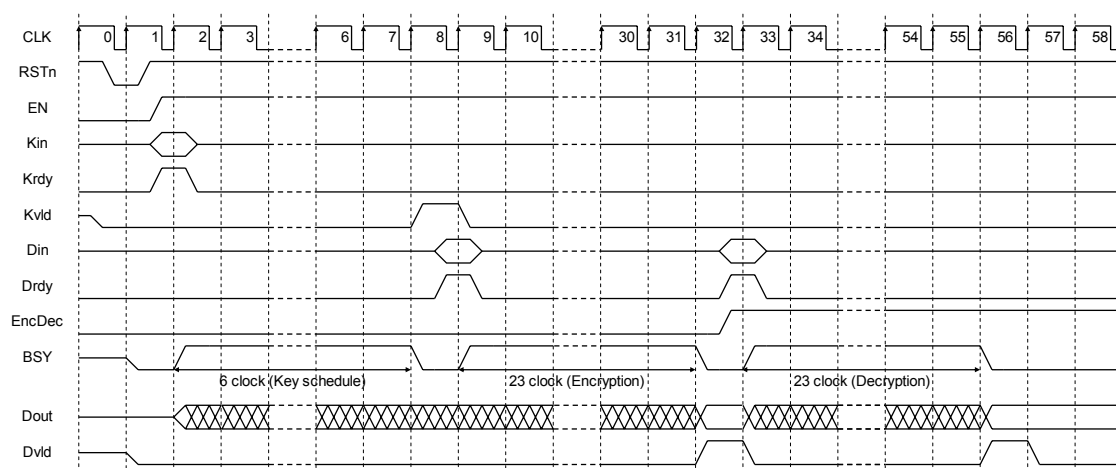 CLK 0 1 2 3 6 7 8 9 10 30 31 32 33 34 54 55 56 57 58
RSTn
EN
Kin
Krdy
Kvld
Din
Drdy
EncDec
BSY
6 clock (Key schedule) 23 clock (Encryption) 23 clock (Decryption)
Dout
Dvld